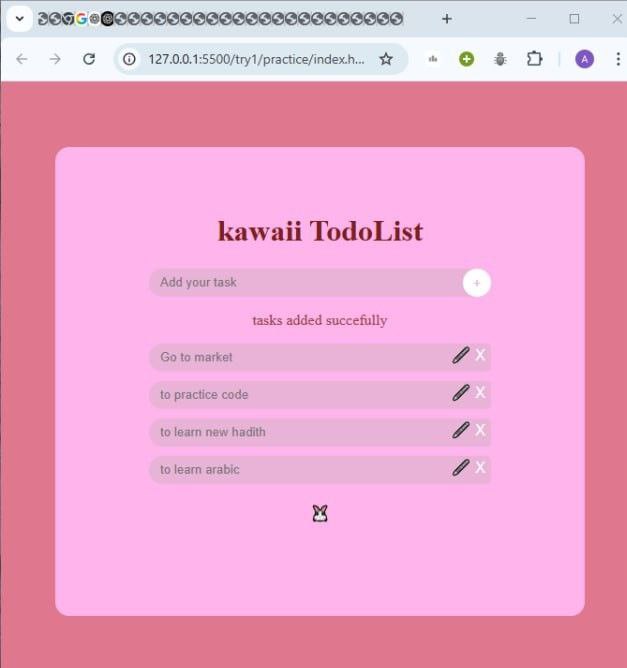 127.0.0.1:5500/try1/practice/index.h...
A
kawaii TodoList
Add your task
+
tasks added succefully
Go to market
X
to practice code
X
to learn new hadith
X
to learn arabic
X